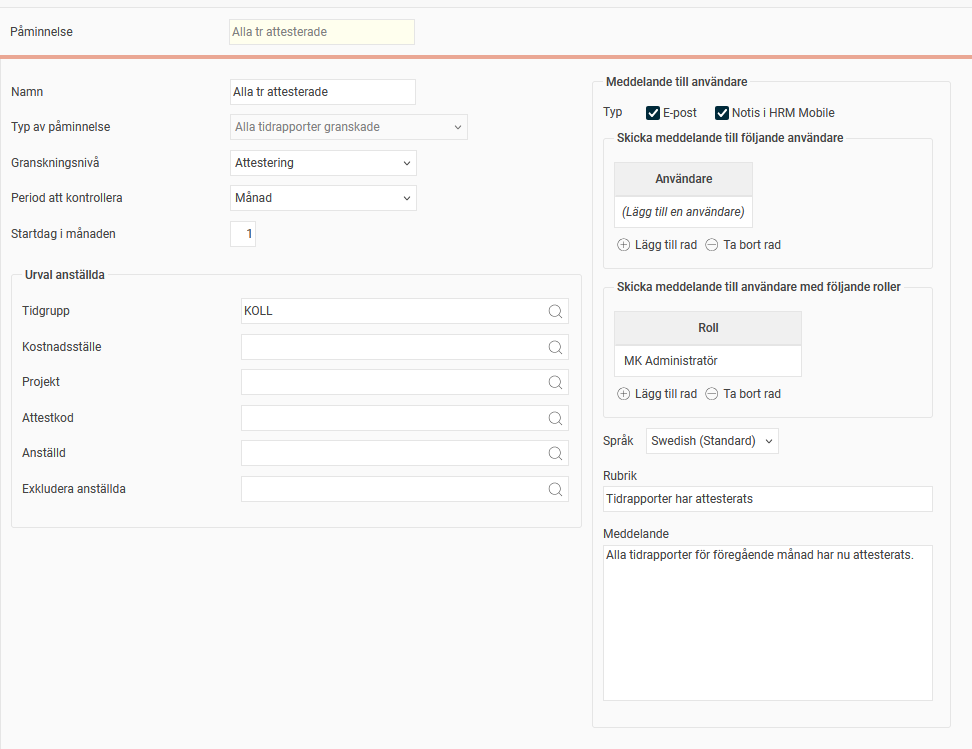 Påminnelse
Alla tr attesterade
Namn
Alla tr attesterade
Typ av påminnelse
Alla tidrapporter granskade
Granskningsnivå
Attestering
Period att kontrollera
Månad
Startdag i månaden
1
Urval anställda
Tidgrupp
KOLL
Kostnadsställe
Projekt
Attestkod
Anställd
Exkludera anställda
Meddelande till användare
Typ
E-post
Notis i HRM Mobile
Skicka meddelande till följande användare
Användare
(Lägg till en användare)
Lägg till rad
Ta bort rad
Skicka meddelande till användare med följande roller
Roll
MK Administratör
Lägg till rad
Ta bort rad
Språk
Swedish (Standard)
Rubrik
Tidrapporter har attesterats
Meddelande
Alla tidrapporter för föregående månad har nu attesterats.